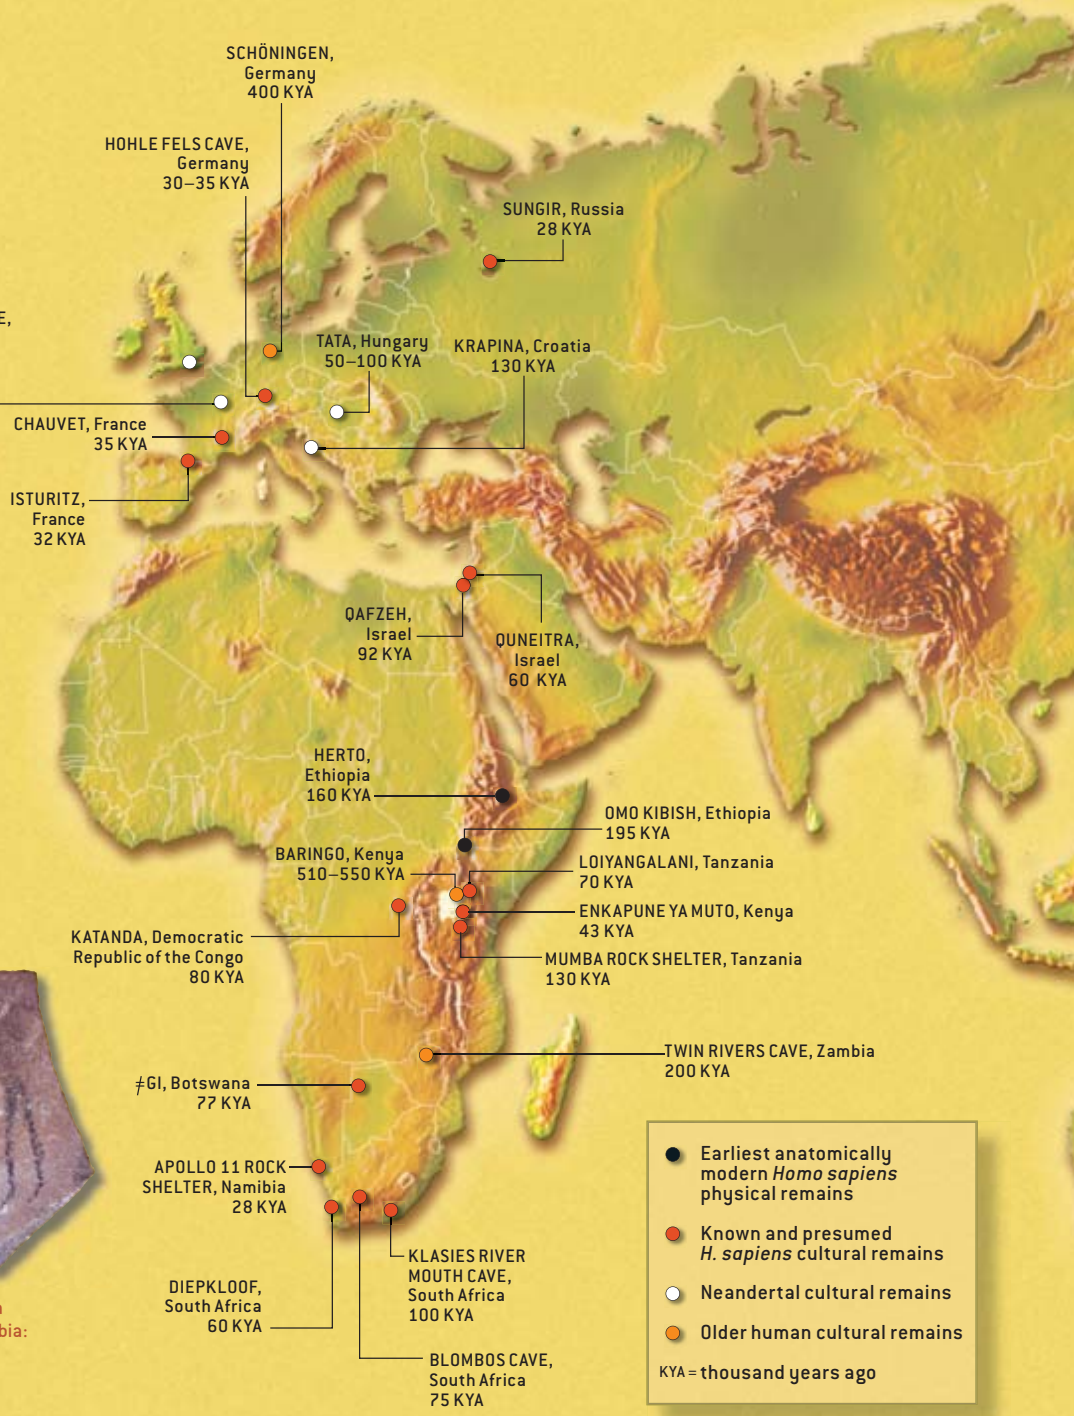 SCHÖNINGEN,
Germany
400 KYA
HOHLE FELS CAVE,
Germany
30–35 KYA
SUNGIR, Russia
28 KYA
E,
TATA, Hungary
50–100 KYA
KRAPINA, Croatia
130 KYA
CHAUVET, France
35 KYA
ISTURITZ,
France
32 KYA
QAFZEH,
Israel
92 KYA
QUNEITRA,
Israel
60 KYA
HERTO,
Ethiopia
160 KYA
OMO KIBISH, Ethiopia
195 KYA
BARINGO, Kenya
510–550 KYA
LOIYANGALANI, Tanzania
70 KYA
ENKAPUNE YA MUTO, Kenya
43 KYA
KATANDA, Democratic
Republic of the Congo
80 KYA
MUMBA ROCK SHELTER, Tanzania
130 KYA
TWIN RIVERS CAVE, Zambia
200 KYA
≠GI, Botswana
77 KYA
APOLLO 11 ROCK
SHELTER, Namibia
28 KYA
KLASIES RIVER
MOUTH CAVE,
South Africa
100 KYA
DIEPKLOOF,
South Africa
60 KYA
BLOMBOS CAVE,
South Africa
75 KYA
bia:
Earliest anatomically
modern Homo sapiens
physical remains
Known and presumed
H. sapiens cultural remains
Neandertal cultural remains
Older human cultural remains
KYA = thousand years ago